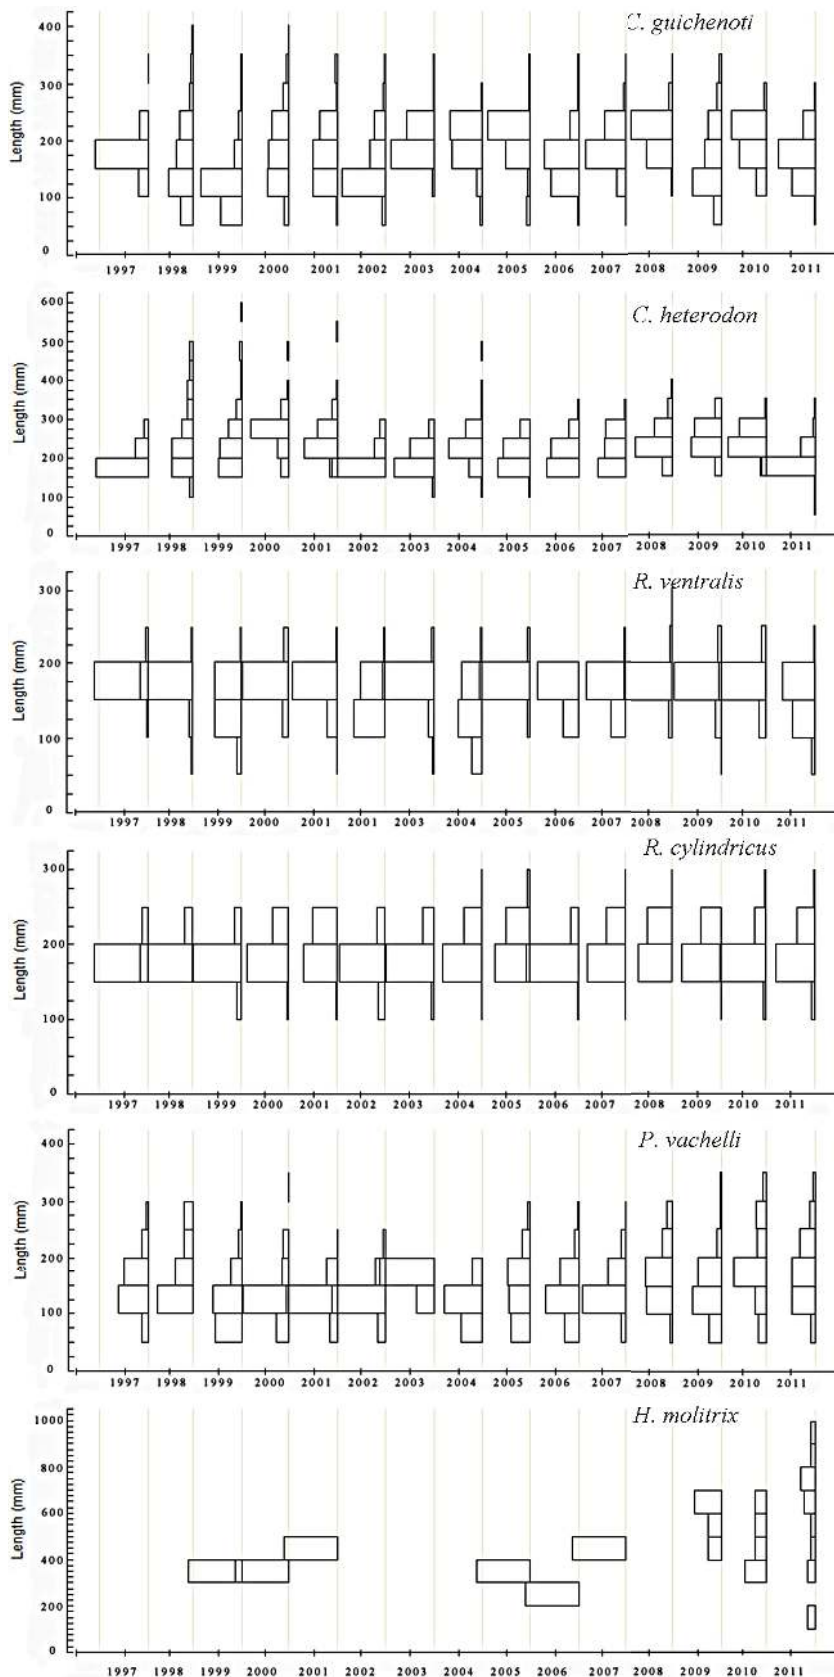 C. guichenoti
400
300
200
100
0
Length (mm)
1997 1998 1999 2000 2001 2002 2003 2004 2005 2006 2007 2008 2009 2010 2011
C. heterodon
600
500
400
300
200
100
0
Length (mm)
1997 1998 1999 2000 2001 2002 2003 2004 2005 2006 2007 2008 2009 2010 2011
R. ventralis
300
200
100
0
Length (mm)
1997 1998 1999 2000 2001 2001 2003 2004 2005 2006 2007 2008 2009 2010 2011
R. cylindricus
300
200
100
0
Length (mm)
1997 1998 1999 2000 2001 2002 2003 2004 2005 2006 2007 2008 2009 2010 2011
P. vachelli
400
300
200
100
0
Length (mm)
1997 1998 1999 2000 2001 2002 2003 2004 2005 2006 2007 2008 2009 2010 2011
H. molitrix
1000
800
600
400
200
0
Length (mm)
1997 1998 1999 2000 2001 2002 2003 2004 2005 2006 2007 2008 2009 2010 2011